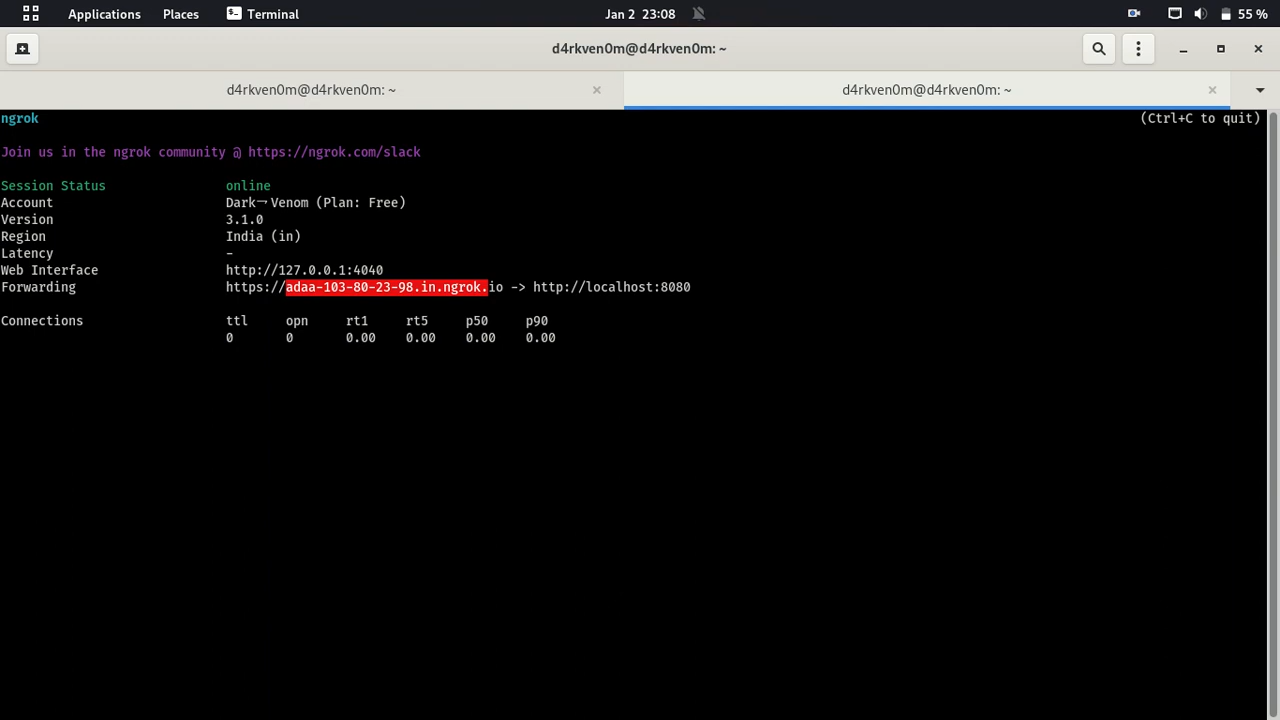 Applications Places Terminal Jan 2 23:08 55 %
d4rkven0m@d4rkven0m: ~
d4rkven0m@d4rkven0m: ~ × d4rkven0m@d4rkven0m: ~ ×
ngrok (Ctrl+C to quit)
Join us in the ngrok community @ https://ngrok.com/slack
Session Status online
Account Dark→Venom (Plan: Free)
Version 3.1.0
Region India (in)
Latency -
Web Interface http://127.0.0.1:4040
Forwarding https://adaa-103-80-23-98.in.ngrok.io -> http://localhost:8080
Connections ttl opn rt1 rt5 p50 p90
0 0 0.00 0.00 0.00 0.00